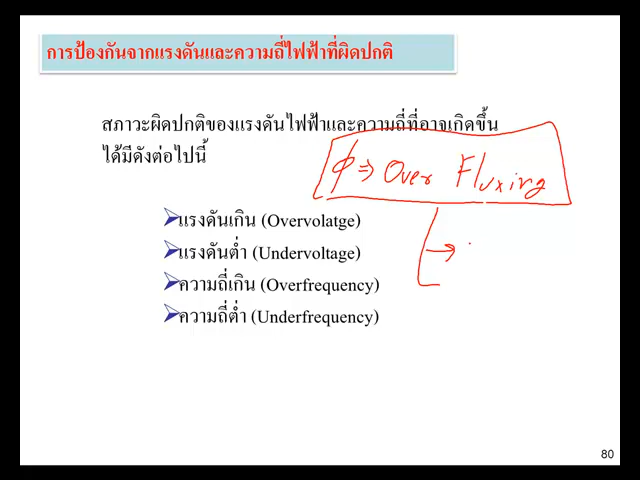 การป้องกันจากแรงดันและความถี่ไฟฟ้าที่ผิดปกติ
สภาวะผิดปกติของแรงดันไฟฟ้าและความถี่ที่อาจเกิดขึ้น
ได้มีดังต่อไปนี้
φ ⇒ Over Fluxing
➢แรงดันเกิน (Overvolatge)
➢แรงดันต่ำ (Undervoltage)
➢ความถี่เกิน (Overfrequency)
➢ความถี่ต่ำ (Underfrequency)
80